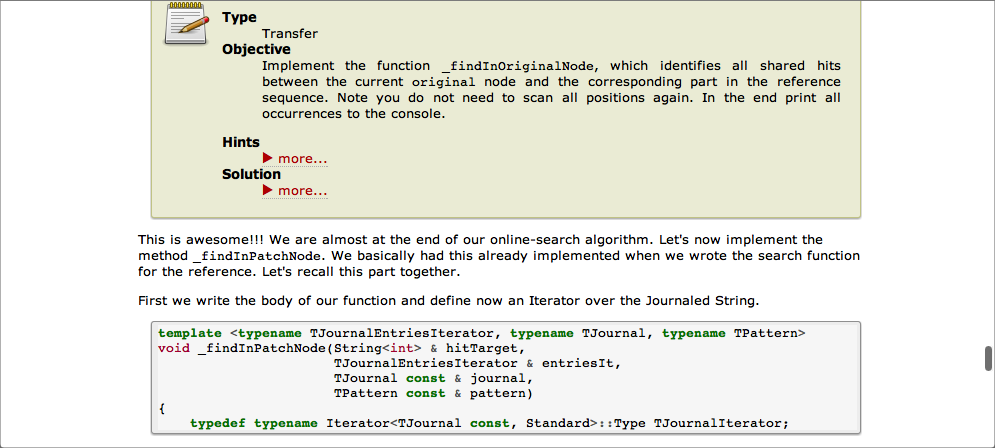 Type
Transfer
Objective
Implement the function _findInOriginalNode, which identifies all shared hits
between the current original node and the corresponding part in the reference
sequence. Note you do not need to scan all positions again. In the end print all
occurrences to the console.
Hints
more...
Solution
more...
This is awesome!!! We are almost at the end of our online-search algorithm. Let's now implement the
method _findInPatchNode. We basically had this already implemented when we wrote the search function
for the reference. Let's recall this part together.
First we write the body of our function and define now an Iterator over the Journaled String.
template <typename TJournalEntriesIterator, typename TJournal, typename TPattern>
void _findInPatchNode(String<int> & hitTarget,
                      TJournalEntriesIterator & entriesIt,
                      TJournal const & journal,
                      TPattern const & pattern)
{
    typedef typename Iterator<TJournal const, Standard>::Type TJournalIterator;